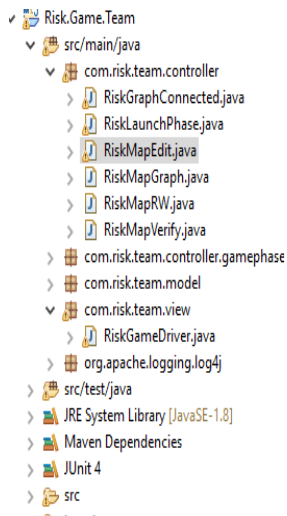 Risk.Game.Team
src/main/java
com.risk.team.controller
RiskGraphConnected.java
RiskLaunchPhase.java
RiskMapEdit.java
RiskMapGraph.java
RiskMapRW.java
RiskMapVerify.java
com.risk.team.controller.gamephase
com.risk.team.model
com.risk.team.view
RiskGameDriver.java
org.apache.logging.log4j
src/test/java
JRE System Library [JavaSE-1.8]
Maven Dependencies
JUnit 4
src